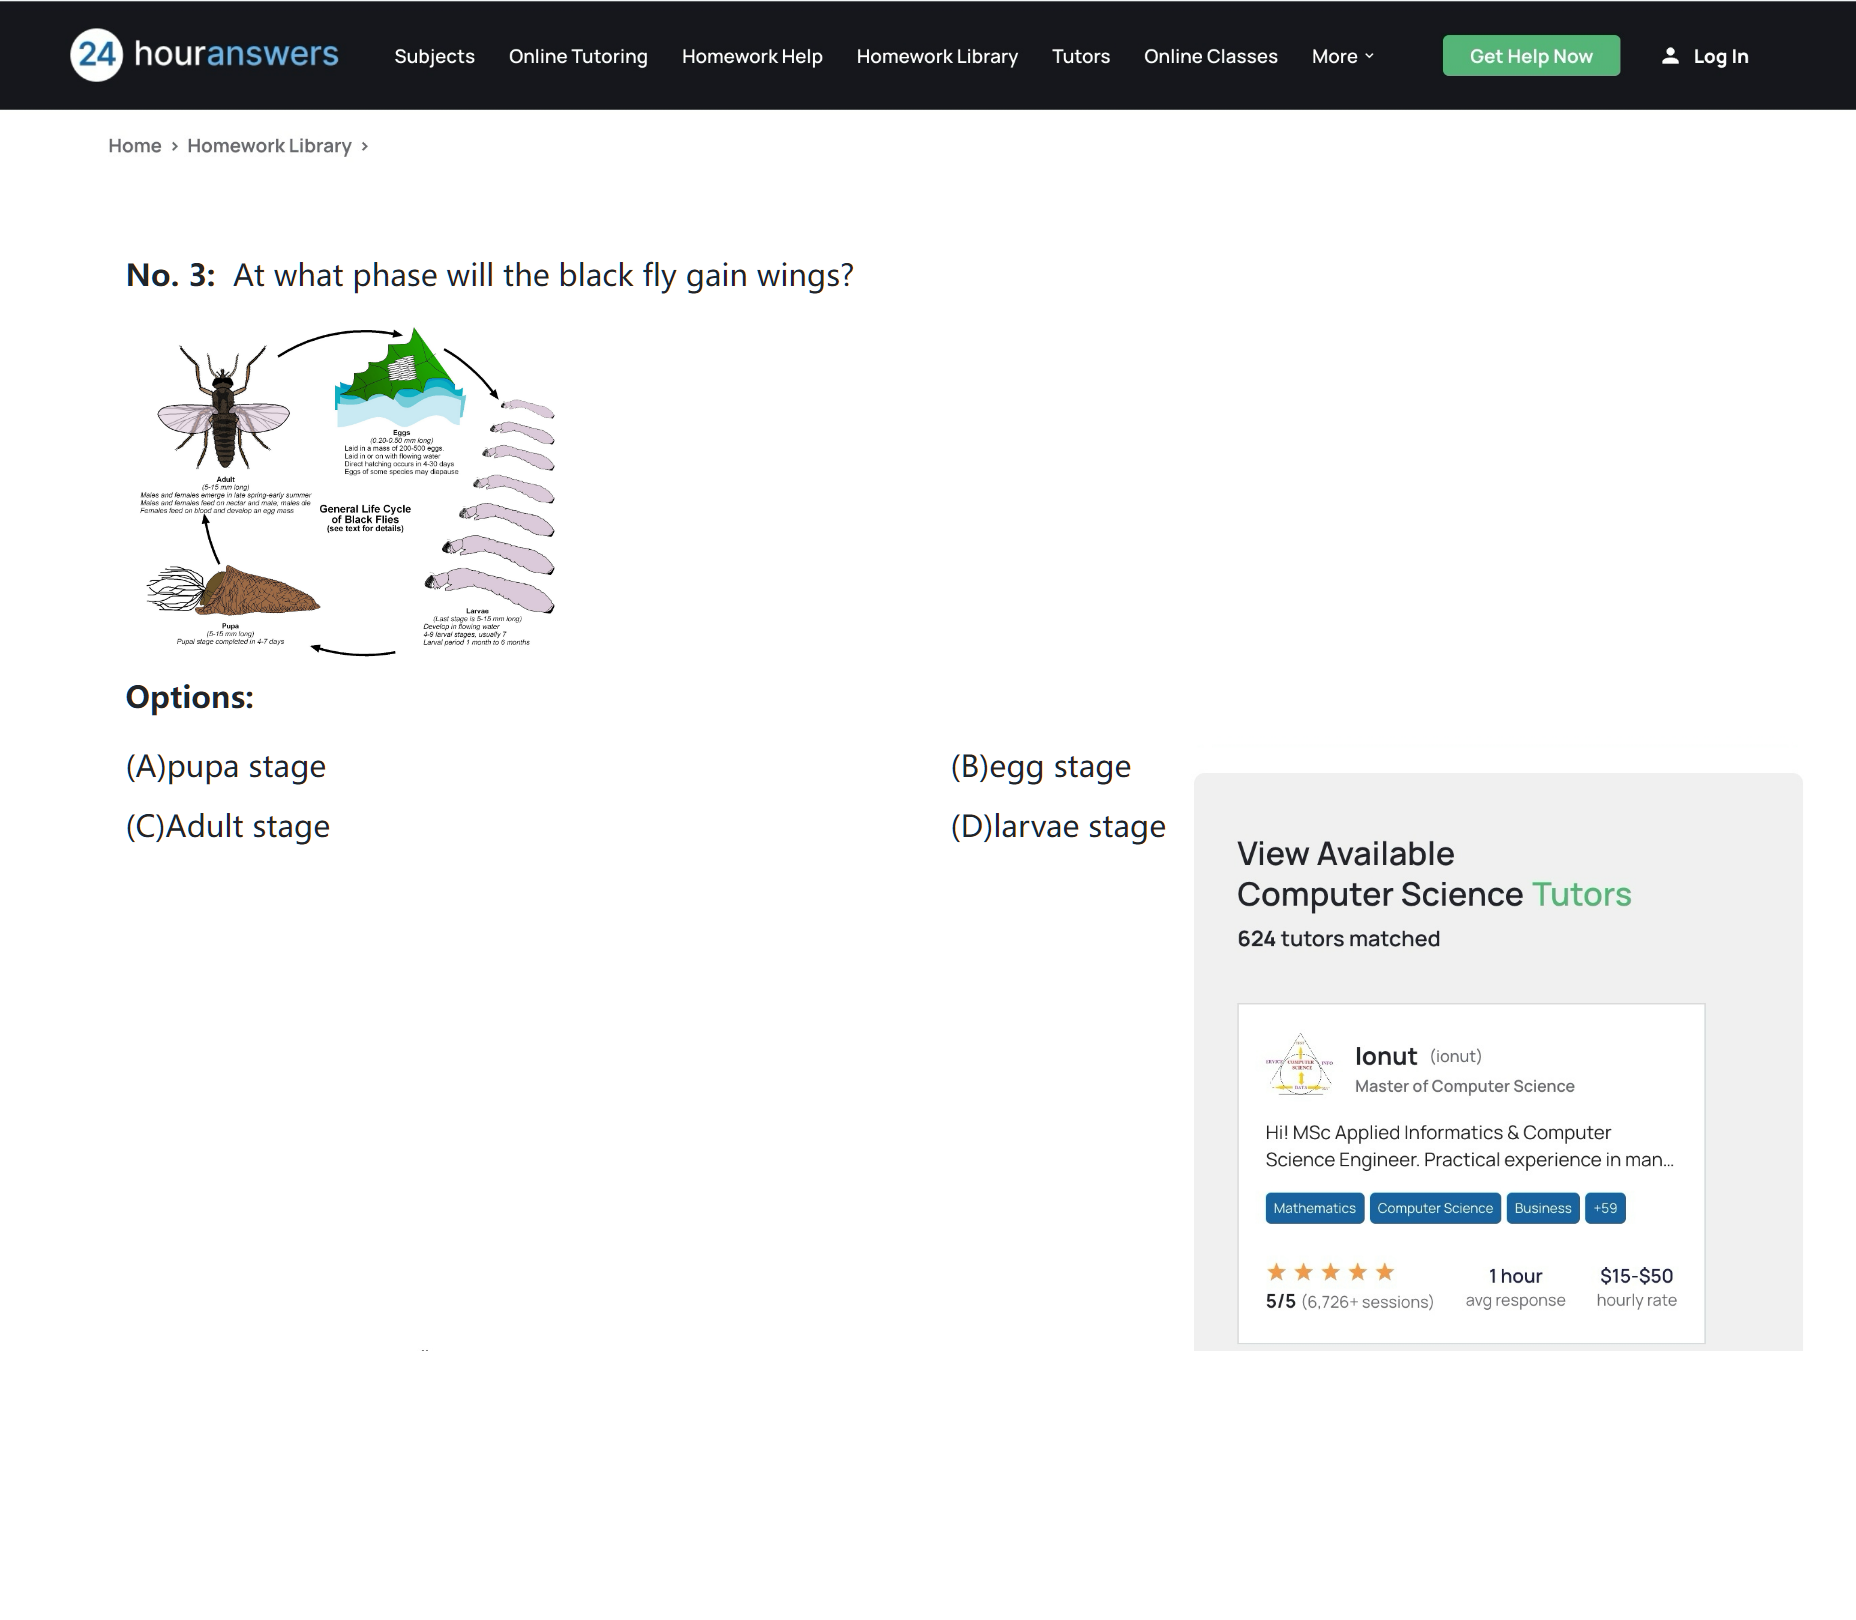 24 houranswers
Subjects Online Tutoring Homework Help Homework Library Tutors Online Classes More Get Help Now Log In
Home > Homework Library >
No. 3: At what phase will the black fly gain wings?
Eggs
(0.20-0.50 mm long)
Laid in a mass of 200-500 eggs.
Laid in or on with flowing water
Direct hatching occurs in 4-30 days
Eggs of some species may diapause
Adult
(5-15 mm long)
Males and females emerge in late spring-early summer
Males and females feed on nectar and mate, males die
Females feed on blood and develop an egg mass
General Life Cycle
of Black Flies
(see text for details)
Larvae
(Last stage is 5-15 mm long)
Develop in flowing water
4-9 larval stages, usually 7
Larval period 1 month to 6 months
Pupa
(5-15 mm long)
Pupal stage completed in 4-7 days
Options:
(A)pupa stage (B)egg stage
(C)Adult stage (D)larvae stage
View Available
Computer Science Tutors
624 tutors matched
COMPUTER
SCIENCE
INFO
DATA
Ionut (ionut)
Master of Computer Science
Hi! MSc Applied Informatics & Computer
Science Engineer. Practical experience in man...
Mathematics Computer Science Business +59
5/5 (6,726+ sessions)
1 hour
avg response
$15-$50
hourly rate